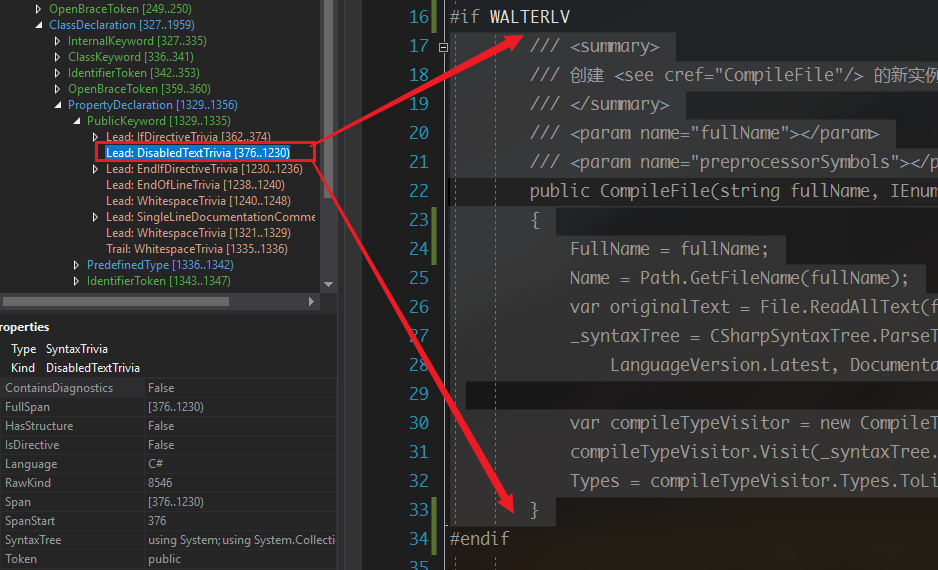 OpenBraceToken [249..250)
ClassDeclaration [327..1959)
InternalKeyword [327..335)
ClassKeyword [336..341)
IdentifierToken [342..353)
OpenBraceToken [359..360)
PropertyDeclaration [1329..1356)
PublicKeyword [1329..1335)
Lead: IfDirectiveTrivia [362..374)
Lead: DisabledTextTrivia [376..1230)
Lead: EndIfDirectiveTrivia [1230..1236)
Lead: EndOfLineTrivia [1238..1240)
Lead: WhitespaceTrivia [1240..1248)
Lead: SingleLineDocumentationComme
Lead: WhitespaceTrivia [1321..1329)
Trail: WhitespaceTrivia [1335..1336)
PredefinedType [1336..1342)
IdentifierToken [1343..1347)
roperties
Type SyntaxTrivia
Kind DisabledTextTrivia
ContainsDiagnostics False
FullSpan [376..1230)
HasStructure False
IsDirective False
Language C#
RawKind 8546
Span [376..1230)
SpanStart 376
SyntaxTree using System;using System.Collecti
Token public
16 #if WALTERLV
17 /// <summary>
18 /// 创建 <see cref="CompileFile"/> 的新实例
19 /// </summary>
20 /// <param name="fullName"></param>
21 /// <param name="preprocessorSymbols"></p
22 public CompileFile(string fullName, IEnum
23 {
24 FullName = fullName;
25 Name = Path.GetFileName(fullName);
26 var originalText = File.ReadAllText(f
27 _syntaxTree = CSharpSyntaxTree.ParseT
28 LanguageVersion.Latest, Documenta
29
30 var compileTypeVisitor = new CompileT
31 compileTypeVisitor.Visit(_syntaxTree.
32 Types = compileTypeVisitor.Types.ToLi
33 }
34 #endif
35